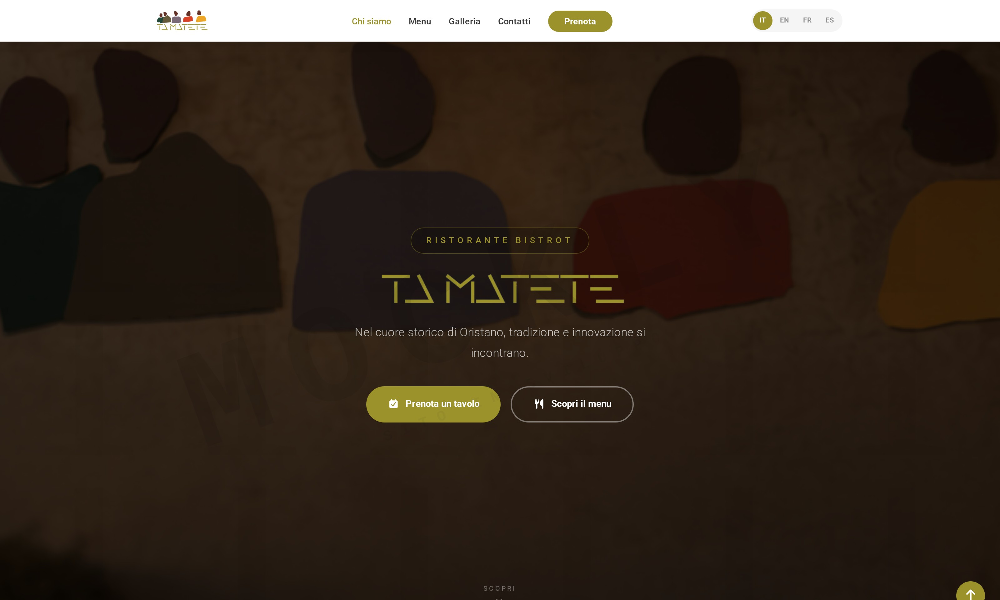 TAMATETE
Chi siamo
Menu
Galleria
Contatti
Prenota
IT
EN
FR
ES
RISTORANTE BISTROT
TAMATETE
Nel cuore storico di Oristano, tradizione e innovazione si
incontrano.
Prenota un tavolo
Scopri il menu
SCOPRI